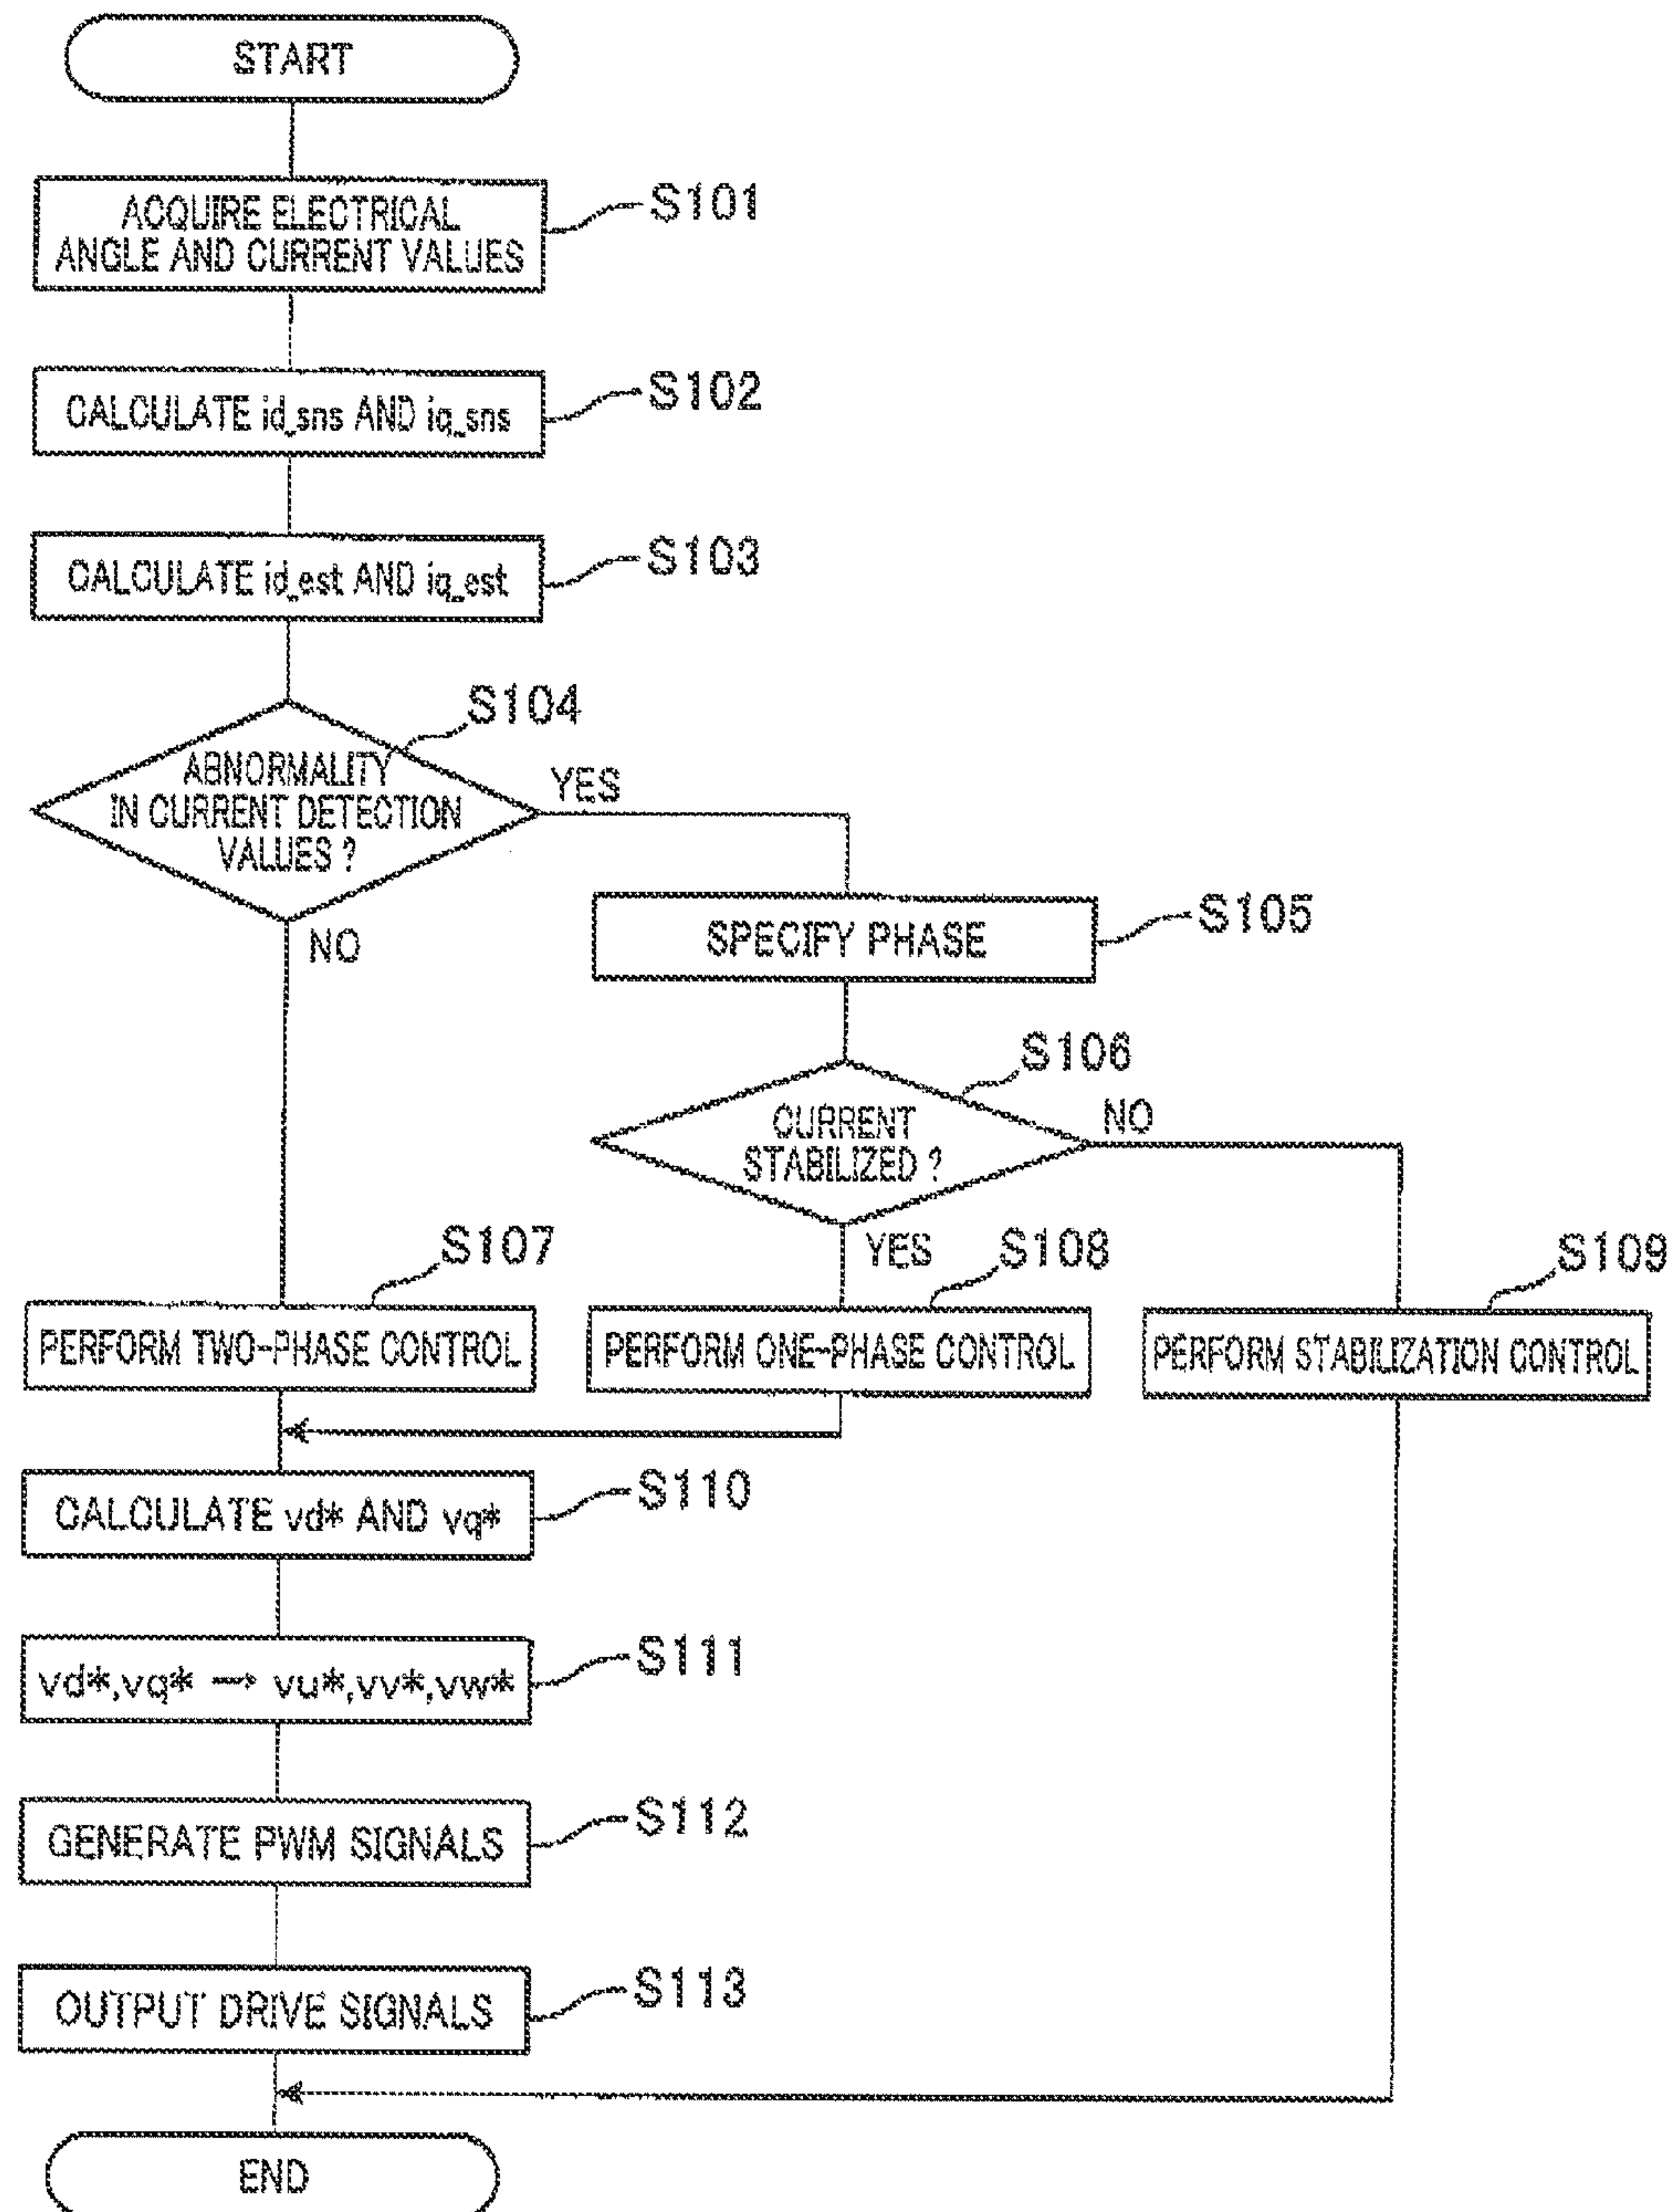 START
ACQUIRE ELECTRICAL
ANGLE AND CURRENT VALUES
S101
CALCULATE id_sns AND iq_sns
S102
CALCULATE id_est AND iq_est
S103
S104
ABNORMALITY
IN CURRENT DETECTION
VALUES ?
YES
NO
SPECIFY PHASE
S105
S106
CURRENT
STABILIZED ?
NO
YES
S107
S108
S109
PERFORM TWO-PHASE CONTROL
PERFORM ONE-PHASE CONTROL
PERFORM STABILIZATION CONTROL
CALCULATE vd* AND vq*
S110
vd*,vq* → vu*,vv*,vw*
S111
GENERATE PWM SIGNALS
S112
OUTPUT DRIVE SIGNALS
S113
END